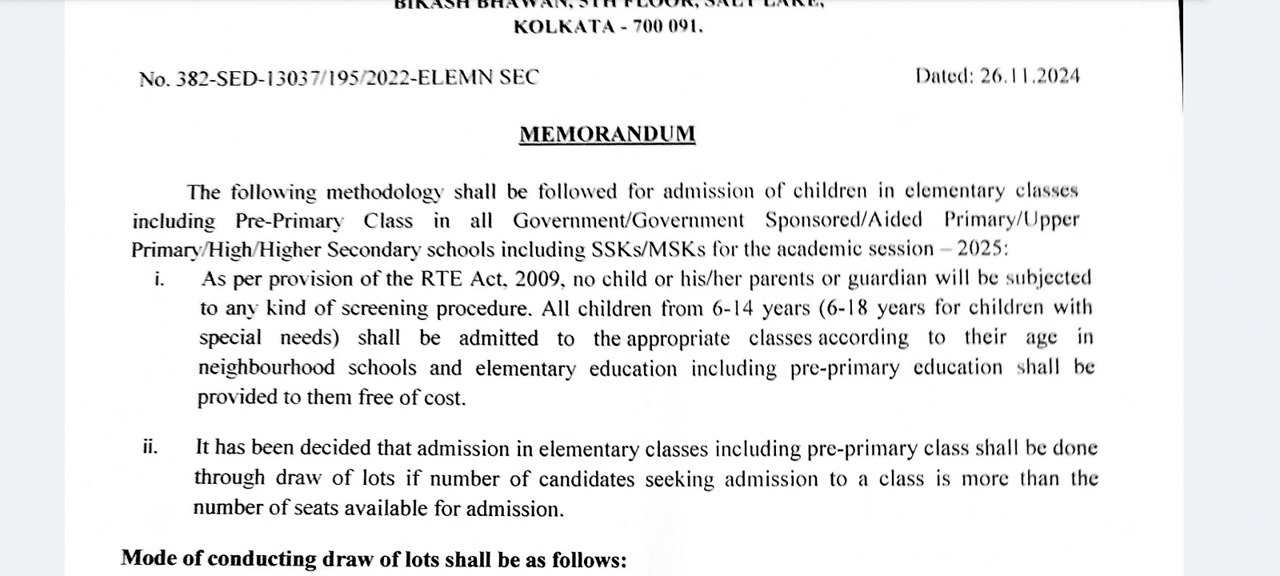 BIKASH BHAWAN, 5TH FLOOR, SALT LAKE,
KOLKATA - 700 091.
No. 382-SED-13037/195/2022-ELEMN SEC Dated: 26.11.2024
MEMORANDUM
The following methodology shall be followed for admission of children in elementary classes
including Pre-Primary Class in all Government/Government Sponsored/Aided Primary/Upper
Primary/High/Higher Secondary schools including SSKs/MSKs for the academic session – 2025:
i. As per provision of the RTE Act, 2009, no child or his/her parents or guardian will be subjected
to any kind of screening procedure. All children from 6-14 years (6-18 years for children with
special needs) shall be admitted to the appropriate classes according to their age in
neighbourhood schools and elementary education including pre-primary education shall be
provided to them free of cost.
ii. It has been decided that admission in elementary classes including pre-primary class shall be done
through draw of lots if number of candidates seeking admission to a class is more than the
number of seats available for admission.
Mode of conducting draw of lots shall be as follows: